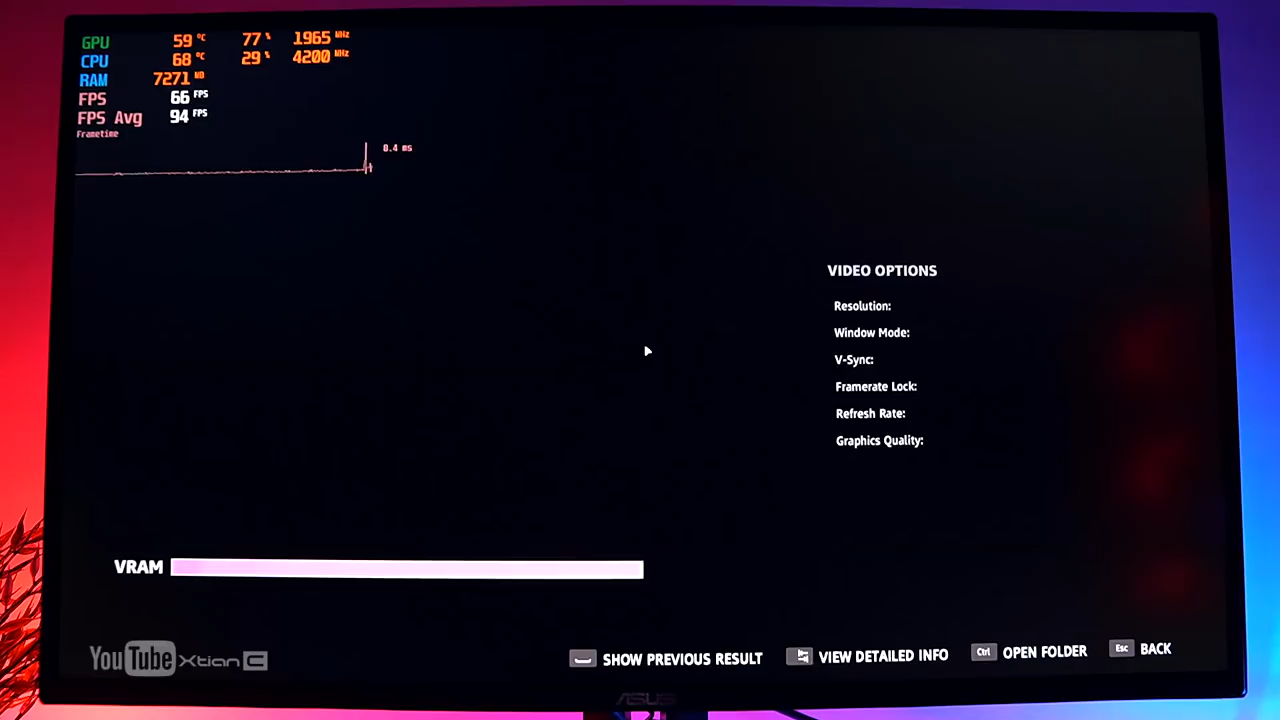 GPU 59 °C 77 % 1965 MHz
CPU 68 °C 29 % 4200 MHz
RAM 7271 MB
FPS 66 FPS
FPS Avg 94 FPS
Frametime
0.4 ms
VIDEO OPTIONS
Resolution:
Window Mode:
V-Sync:
Framerate Lock:
Refresh Rate:
Graphics Quality:
VRAM
YouTube Xtian C
SHOW PREVIOUS RESULT
VIEW DETAILED INFO
Ctrl OPEN FOLDER
Esc BACK
ASUS